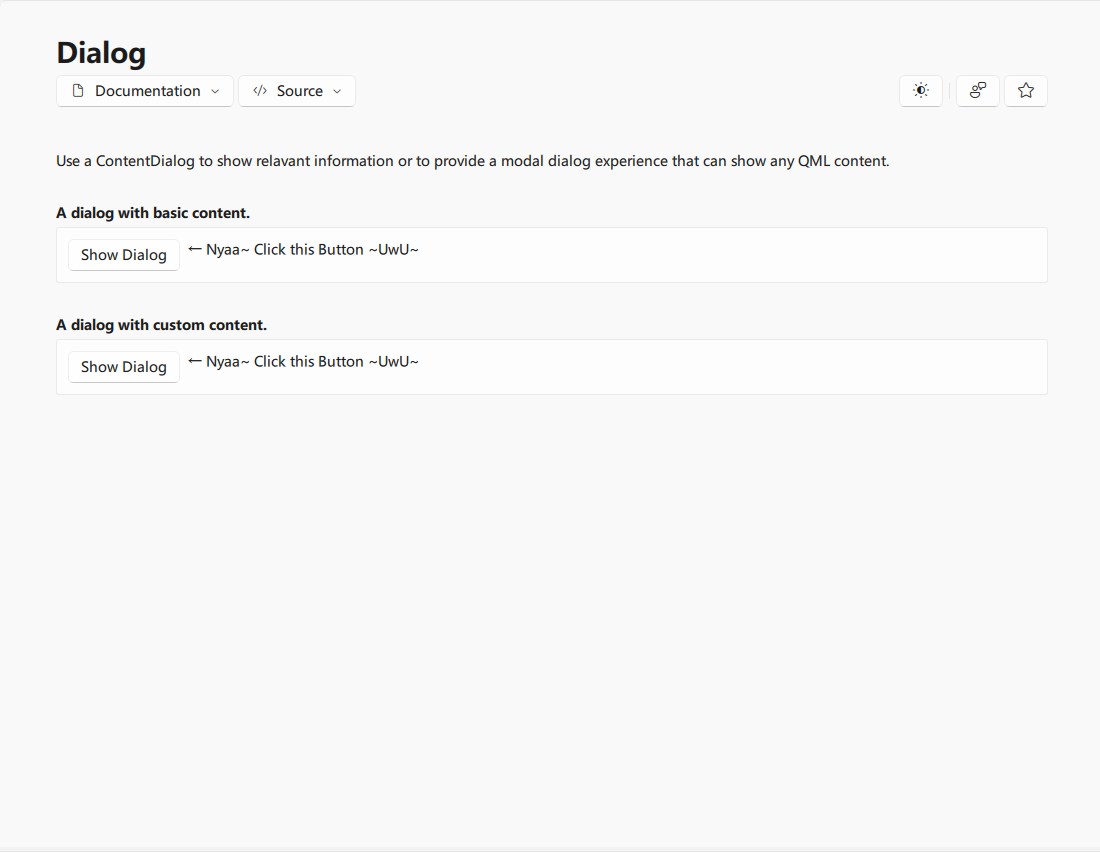 Dialog
Documentation
Source
Use a ContentDialog to show relavant information or to provide a modal dialog experience that can show any QML content.
A dialog with basic content.
Show Dialog ← Nyaa~ Click this Button ~UwU~
A dialog with custom content.
Show Dialog ← Nyaa~ Click this Button ~UwU~